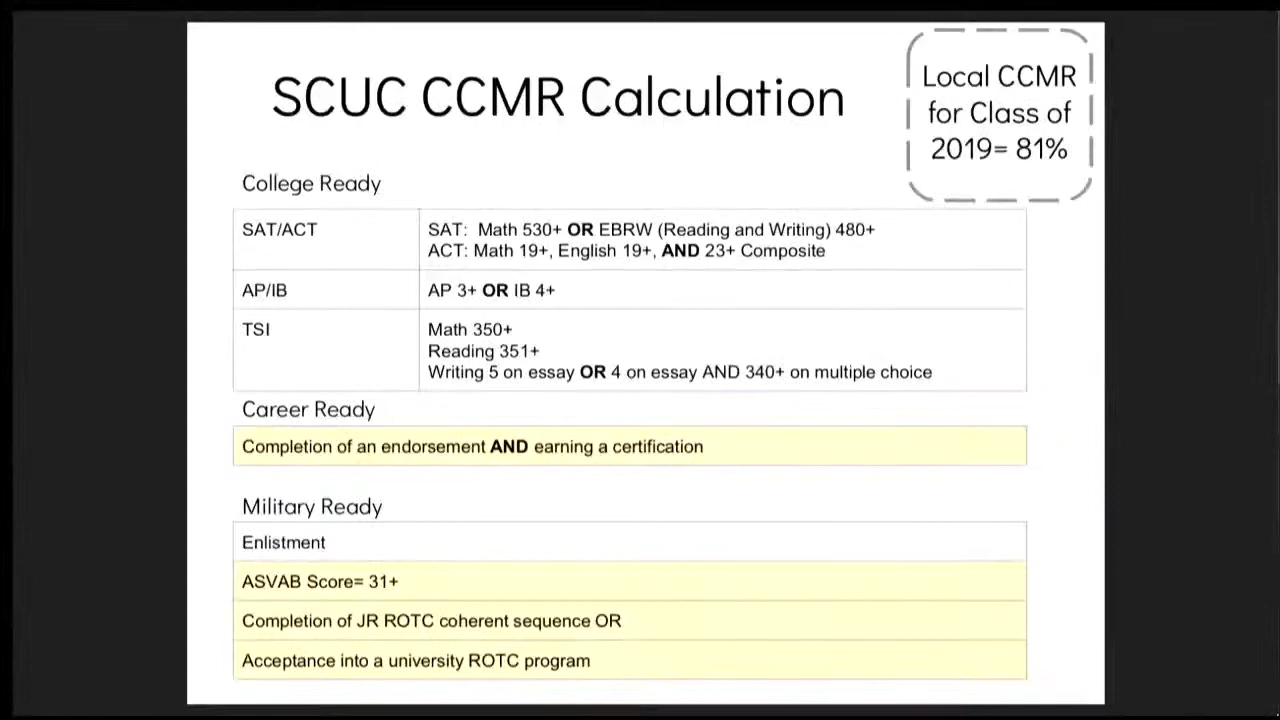 SCUC CCMR Calculation
Local CCMR
for Class of
2019= 81%
College Ready
SAT/ACT
SAT:  Math 530+ OR EBRW (Reading and Writing) 480+
ACT: Math 19+, English 19+, AND 23+ Composite
AP/IB
AP 3+ OR IB 4+
TSI
Math 350+
Reading 351+
Writing 5 on essay OR 4 on essay AND 340+ on multiple choice
Career Ready
Completion of an endorsement AND earning a certification
Military Ready
Enlistment
ASVAB Score= 31+
Completion of JR ROTC coherent sequence OR
Acceptance into a university ROTC program